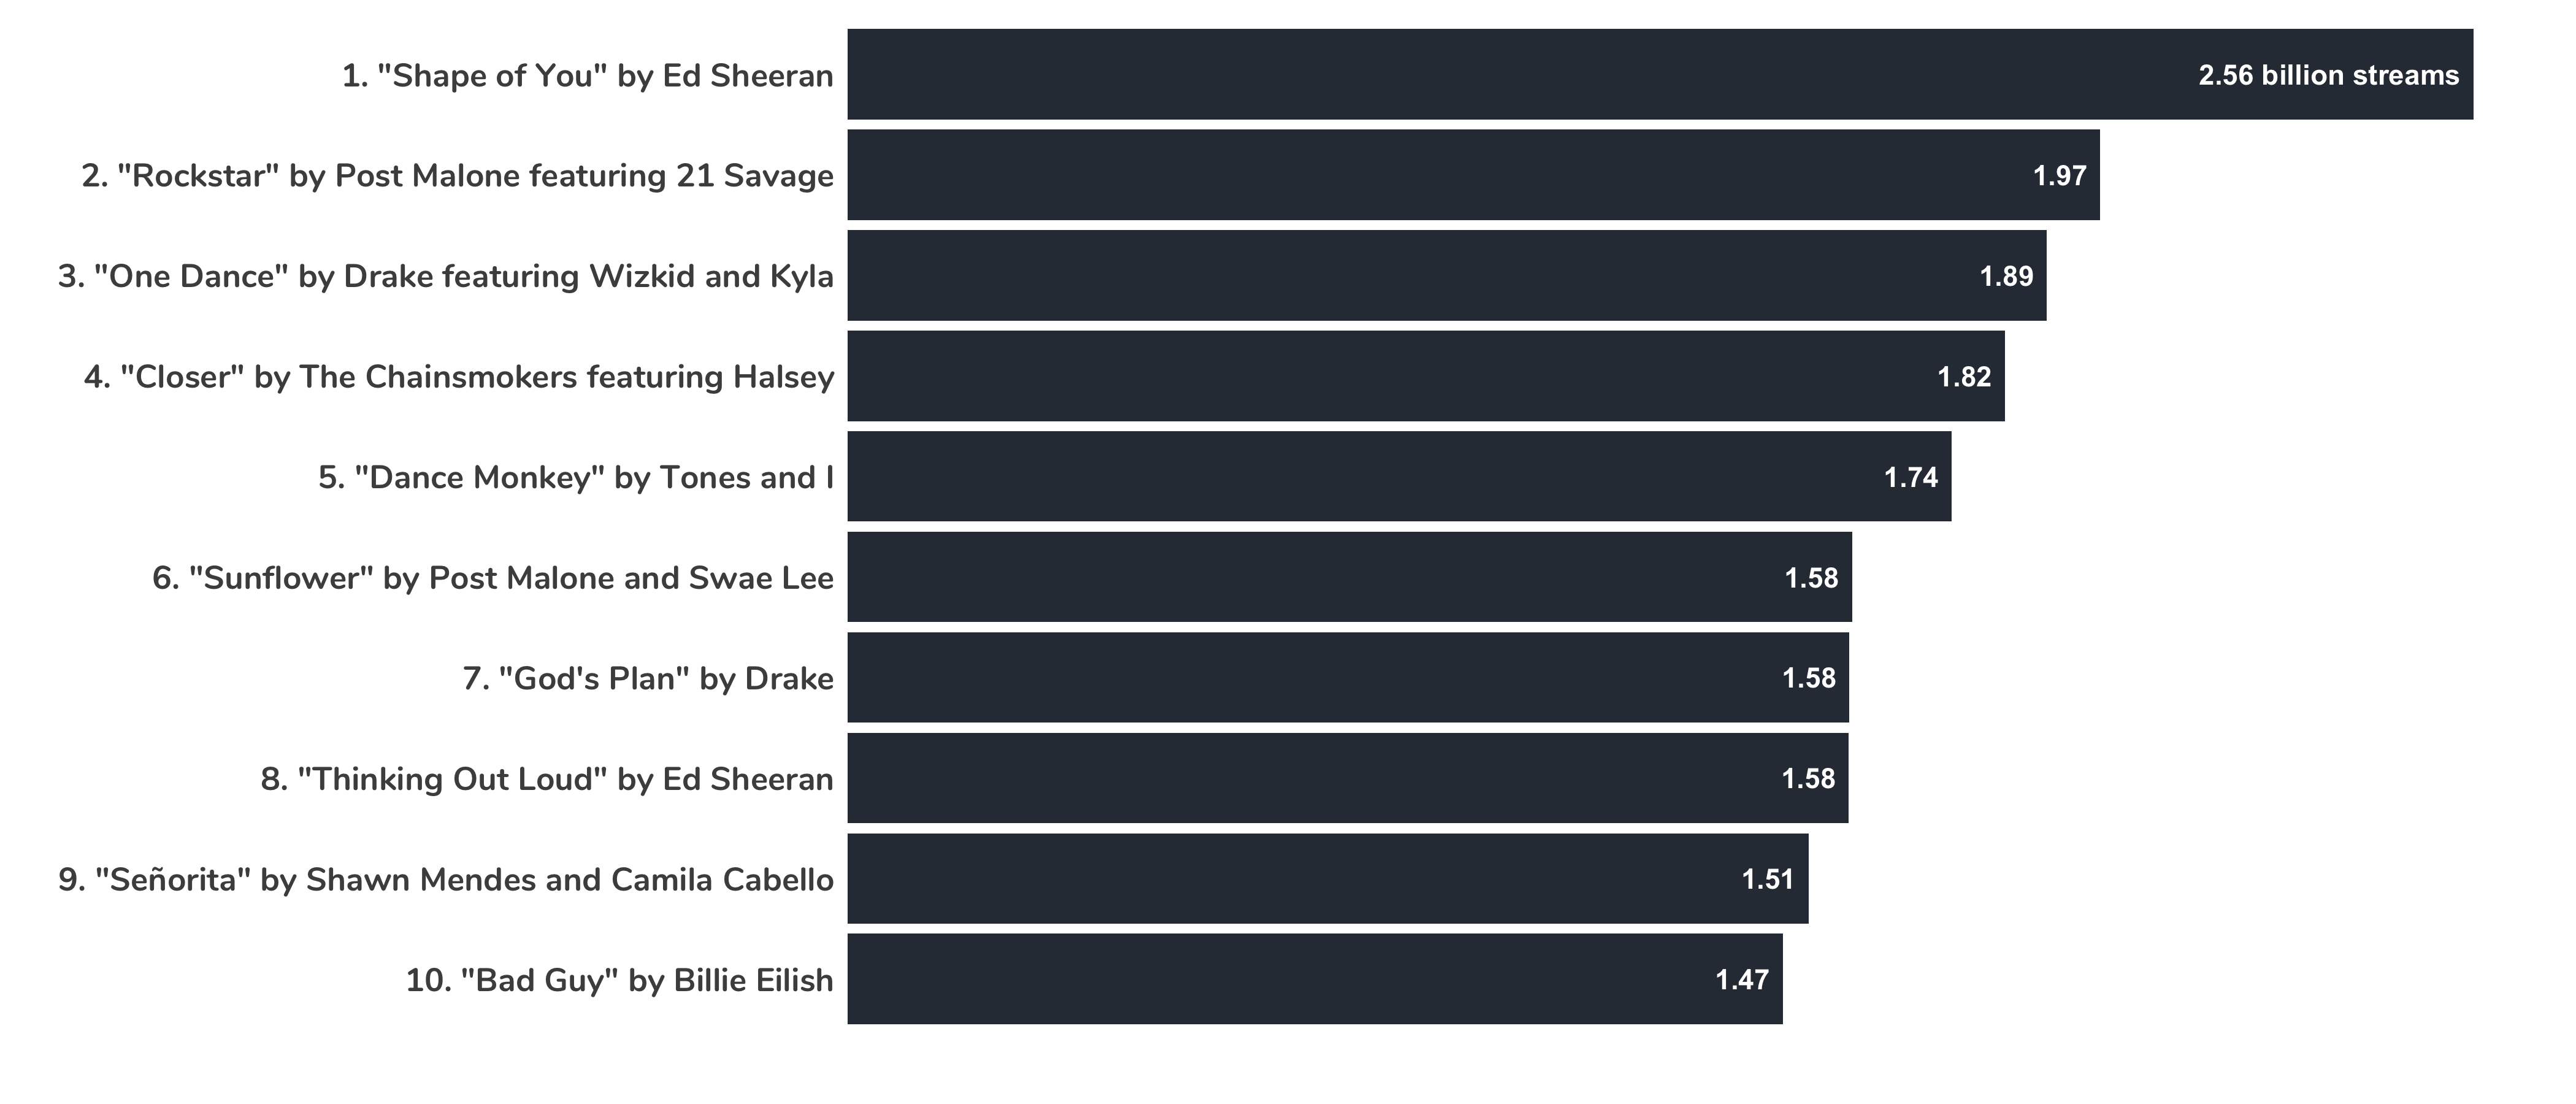 1. "Shape of You" by Ed Sheeran 2.56 billion streams
2. "Rockstar" by Post Malone featuring 21 Savage 1.97
3. "One Dance" by Drake featuring Wizkid and Kyla 1.89
4. "Closer" by The Chainsmokers featuring Halsey 1.82
5. "Dance Monkey" by Tones and I 1.74
6. "Sunflower" by Post Malone and Swae Lee 1.58
7. "God's Plan" by Drake 1.58
8. "Thinking Out Loud" by Ed Sheeran 1.58
9. "Señorita" by Shawn Mendes and Camila Cabello 1.51
10. "Bad Guy" by Billie Eilish 1.47